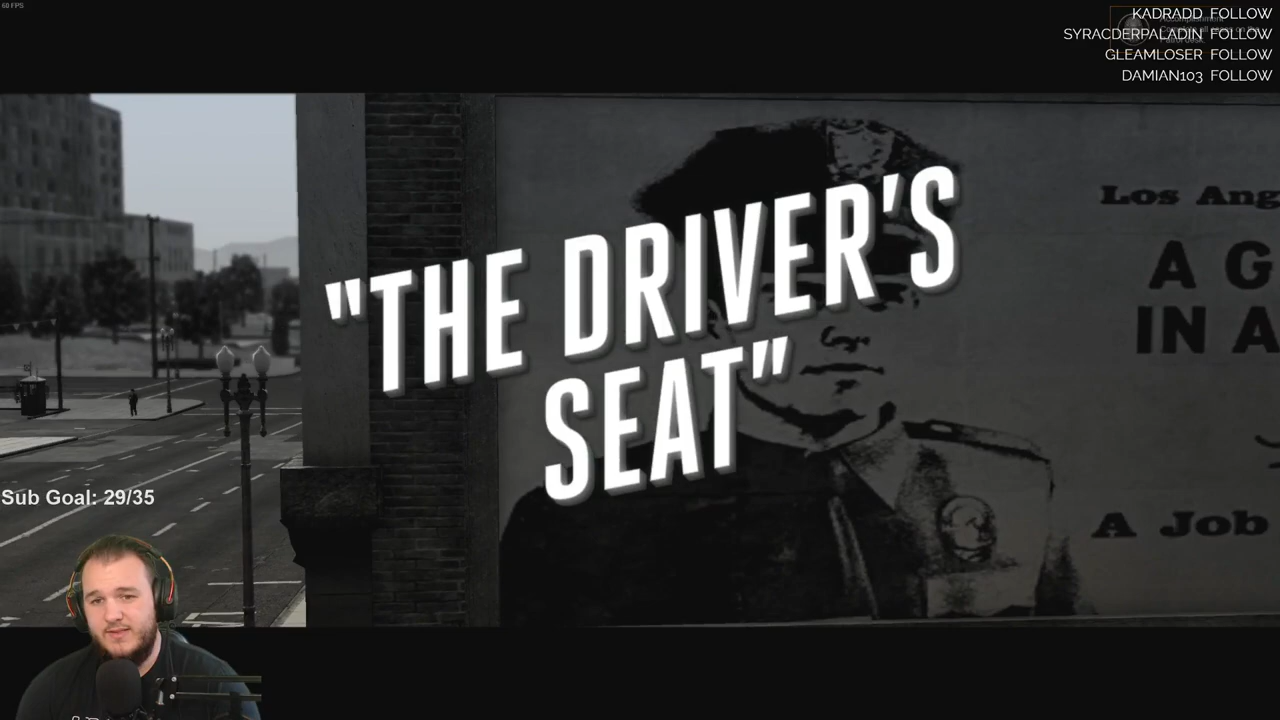 60 FPS
KADRADD FOLLOW
SYRACDERPALADIN FOLLOW
GLEAMLOSER FOLLOW
DAMIAN103 FOLLOW
"THE DRIVER'S
SEAT"
Los Ang
A G
IN A
A Job
Sub Goal: 29/35